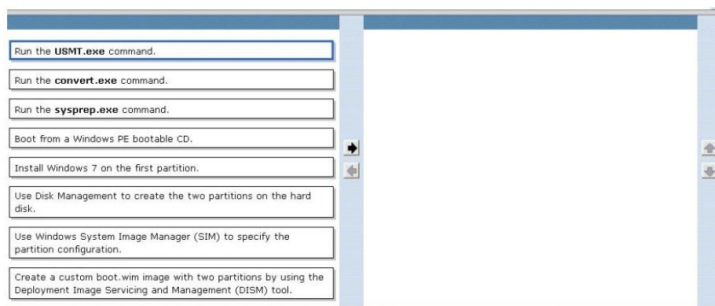 Run the USMT.exe command.
Run the convert.exe command.
Run the sysprep.exe command.
Boot from a Windows PE bootable CD.
Install Windows 7 on the first partition.
Use Disk Management to create the two partitions on the hard
disk.
Use Windows System Image Manager (SIM) to specify the
partition configuration.
Create a custom boot.wim image with two partitions by using the
Deployment Image Servicing and Management (DISM) tool.